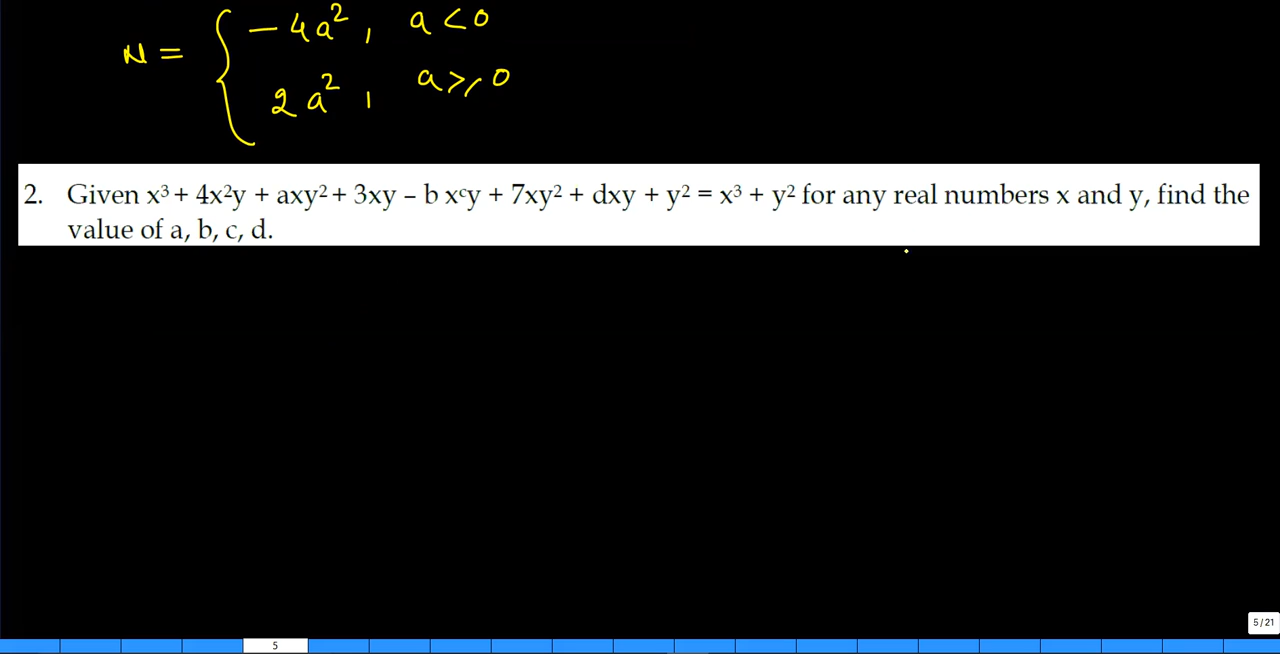 N = { -4a², a < 0
2a², a ≥ 0
2. Given x³ + 4x²y + axy² + 3xy – b xᶜy + 7xy² + dxy + y² = x³ + y² for any real numbers x and y, find the
value of a, b, c, d.
5 / 21
5